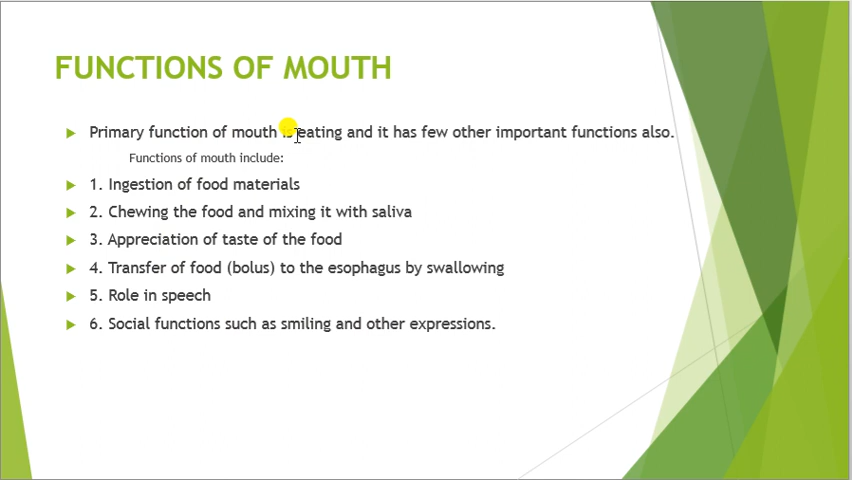 FUNCTIONS OF MOUTH
Primary function of mouth is eating and it has few other important functions also.
Functions of mouth include:
1. Ingestion of food materials
2. Chewing the food and mixing it with saliva
3. Appreciation of taste of the food
4. Transfer of food (bolus) to the esophagus by swallowing
5. Role in speech
6. Social functions such as smiling and other expressions.